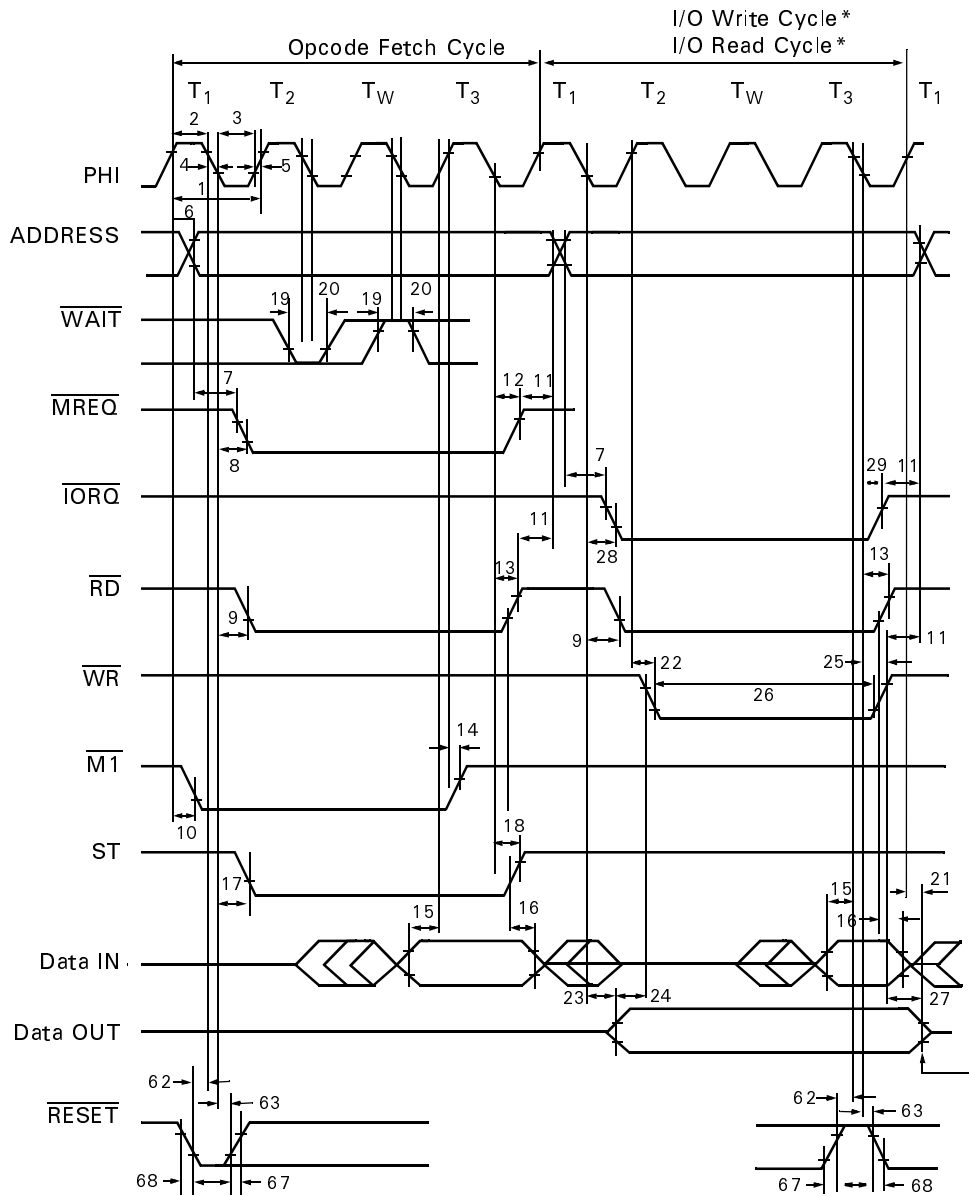 I/O Write Cycle*
Opcode Fetch Cycle I/O Read Cycle*
T1 T2 TW T3 T1 T2 TW T3 T1
2 3
PHI 4 5
1
6
ADDRESS
19 20 19 20
WAIT
7 12 11
MREQ
8 7 29 11
IORQ
11 28
13 13
RD
9 9 11
22 25
WR
26
14
M1
10
18
ST
17 15 16 15 16 21
Data IN
23 24 27
Data OUT
62 63 62 63
RESET
68 67 67 68